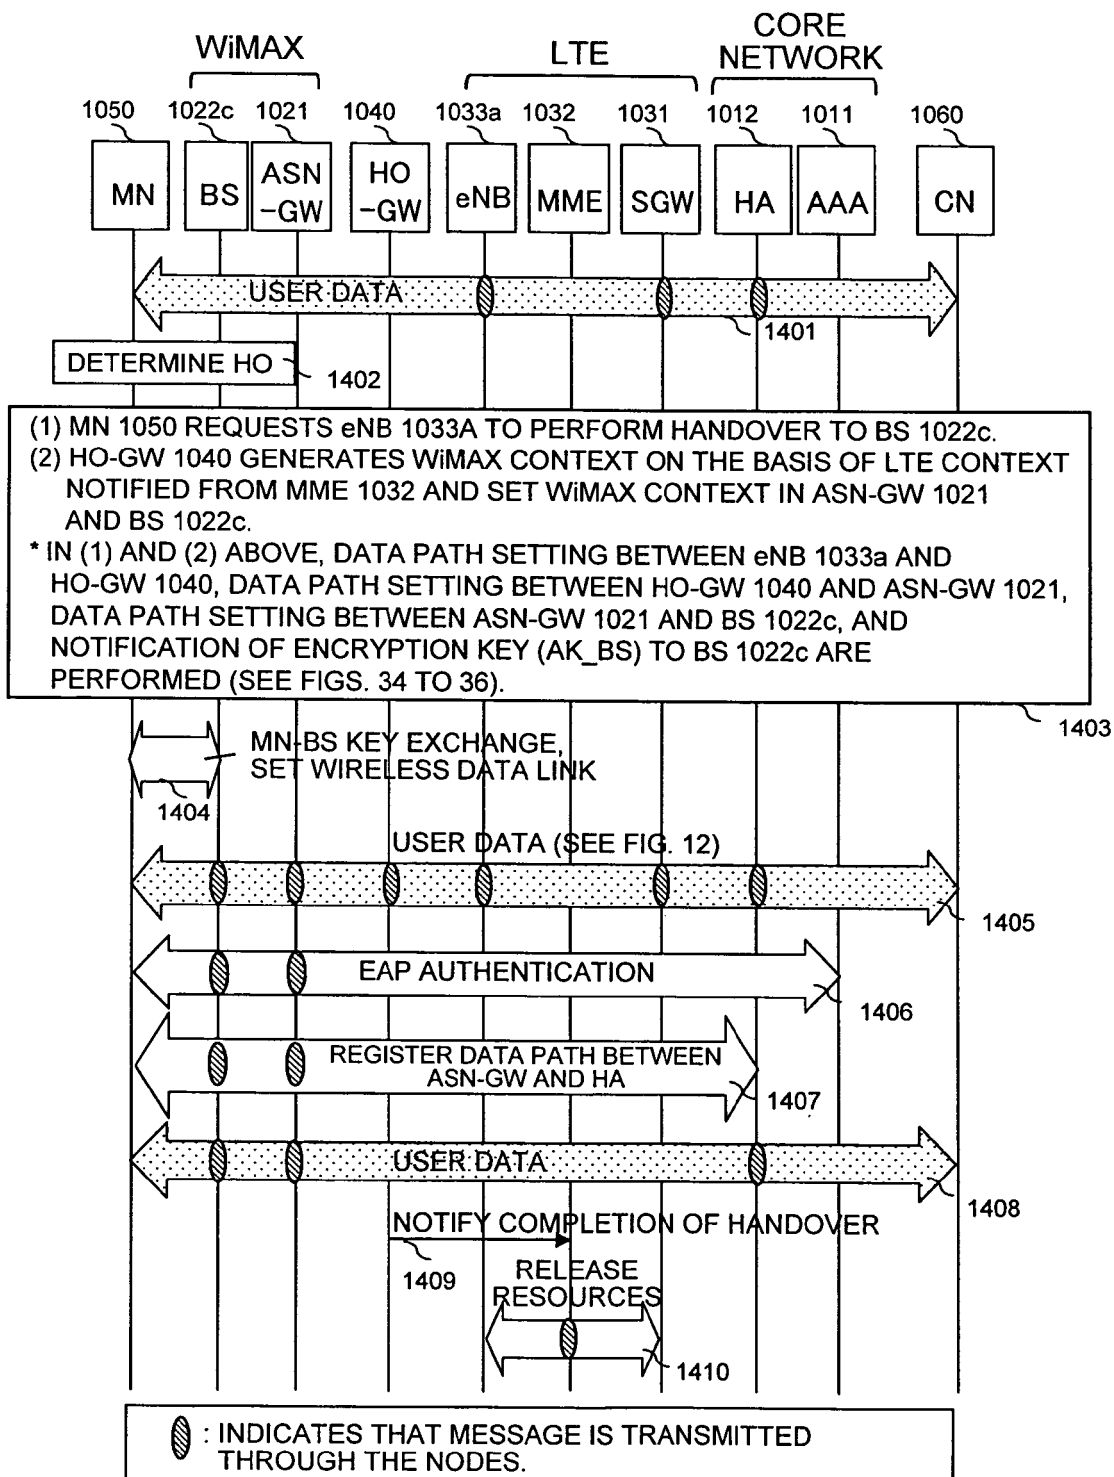 WiMAX
LTE
CORE
NETWORK
1050
1022c
1021
1040
1033a
1032
1031
1012
1011
1060
MN
BS
ASN
-GW
HO
-GW
eNB
MME
SGW
HA
AAA
CN
USER DATA
1401
DETERMINE HO
1402
(1) MN 1050 REQUESTS eNB 1033A TO PERFORM HANDOVER TO BS 1022c.
(2) HO-GW 1040 GENERATES WiMAX CONTEXT ON THE BASIS OF LTE CONTEXT
NOTIFIED FROM MME 1032 AND SET WiMAX CONTEXT IN ASN-GW 1021
AND BS 1022c.
* IN (1) AND (2) ABOVE, DATA PATH SETTING BETWEEN eNB 1033a AND
HO-GW 1040, DATA PATH SETTING BETWEEN HO-GW 1040 AND ASN-GW 1021,
DATA PATH SETTING BETWEEN ASN-GW 1021 AND BS 1022c, AND
NOTIFICATION OF ENCRYPTION KEY (AK_BS) TO BS 1022c ARE
PERFORMED (SEE FIGS. 34 TO 36).
1403
MN-BS KEY EXCHANGE,
SET WIRELESS DATA LINK
1404
USER DATA (SEE FIG. 12)
1405
EAP AUTHENTICATION
1406
REGISTER DATA PATH BETWEEN
ASN-GW AND HA
1407
USER DATA
1408
NOTIFY COMPLETION OF HANDOVER
1409
RELEASE
RESOURCES
1410
: INDICATES THAT MESSAGE IS TRANSMITTED
THROUGH THE NODES.